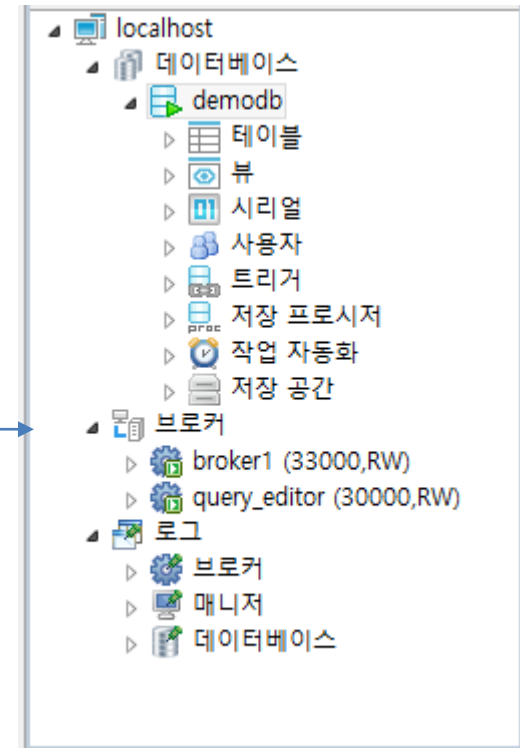 localhost
데이터베이스
demodb
테이블
뷰
시리얼
사용자
트리거
저장 프로시저
작업 자동화
저장 공간
브로커
broker1 (33000,RW)
query_editor (30000,RW)
로그
브로커
매니저
데이터베이스